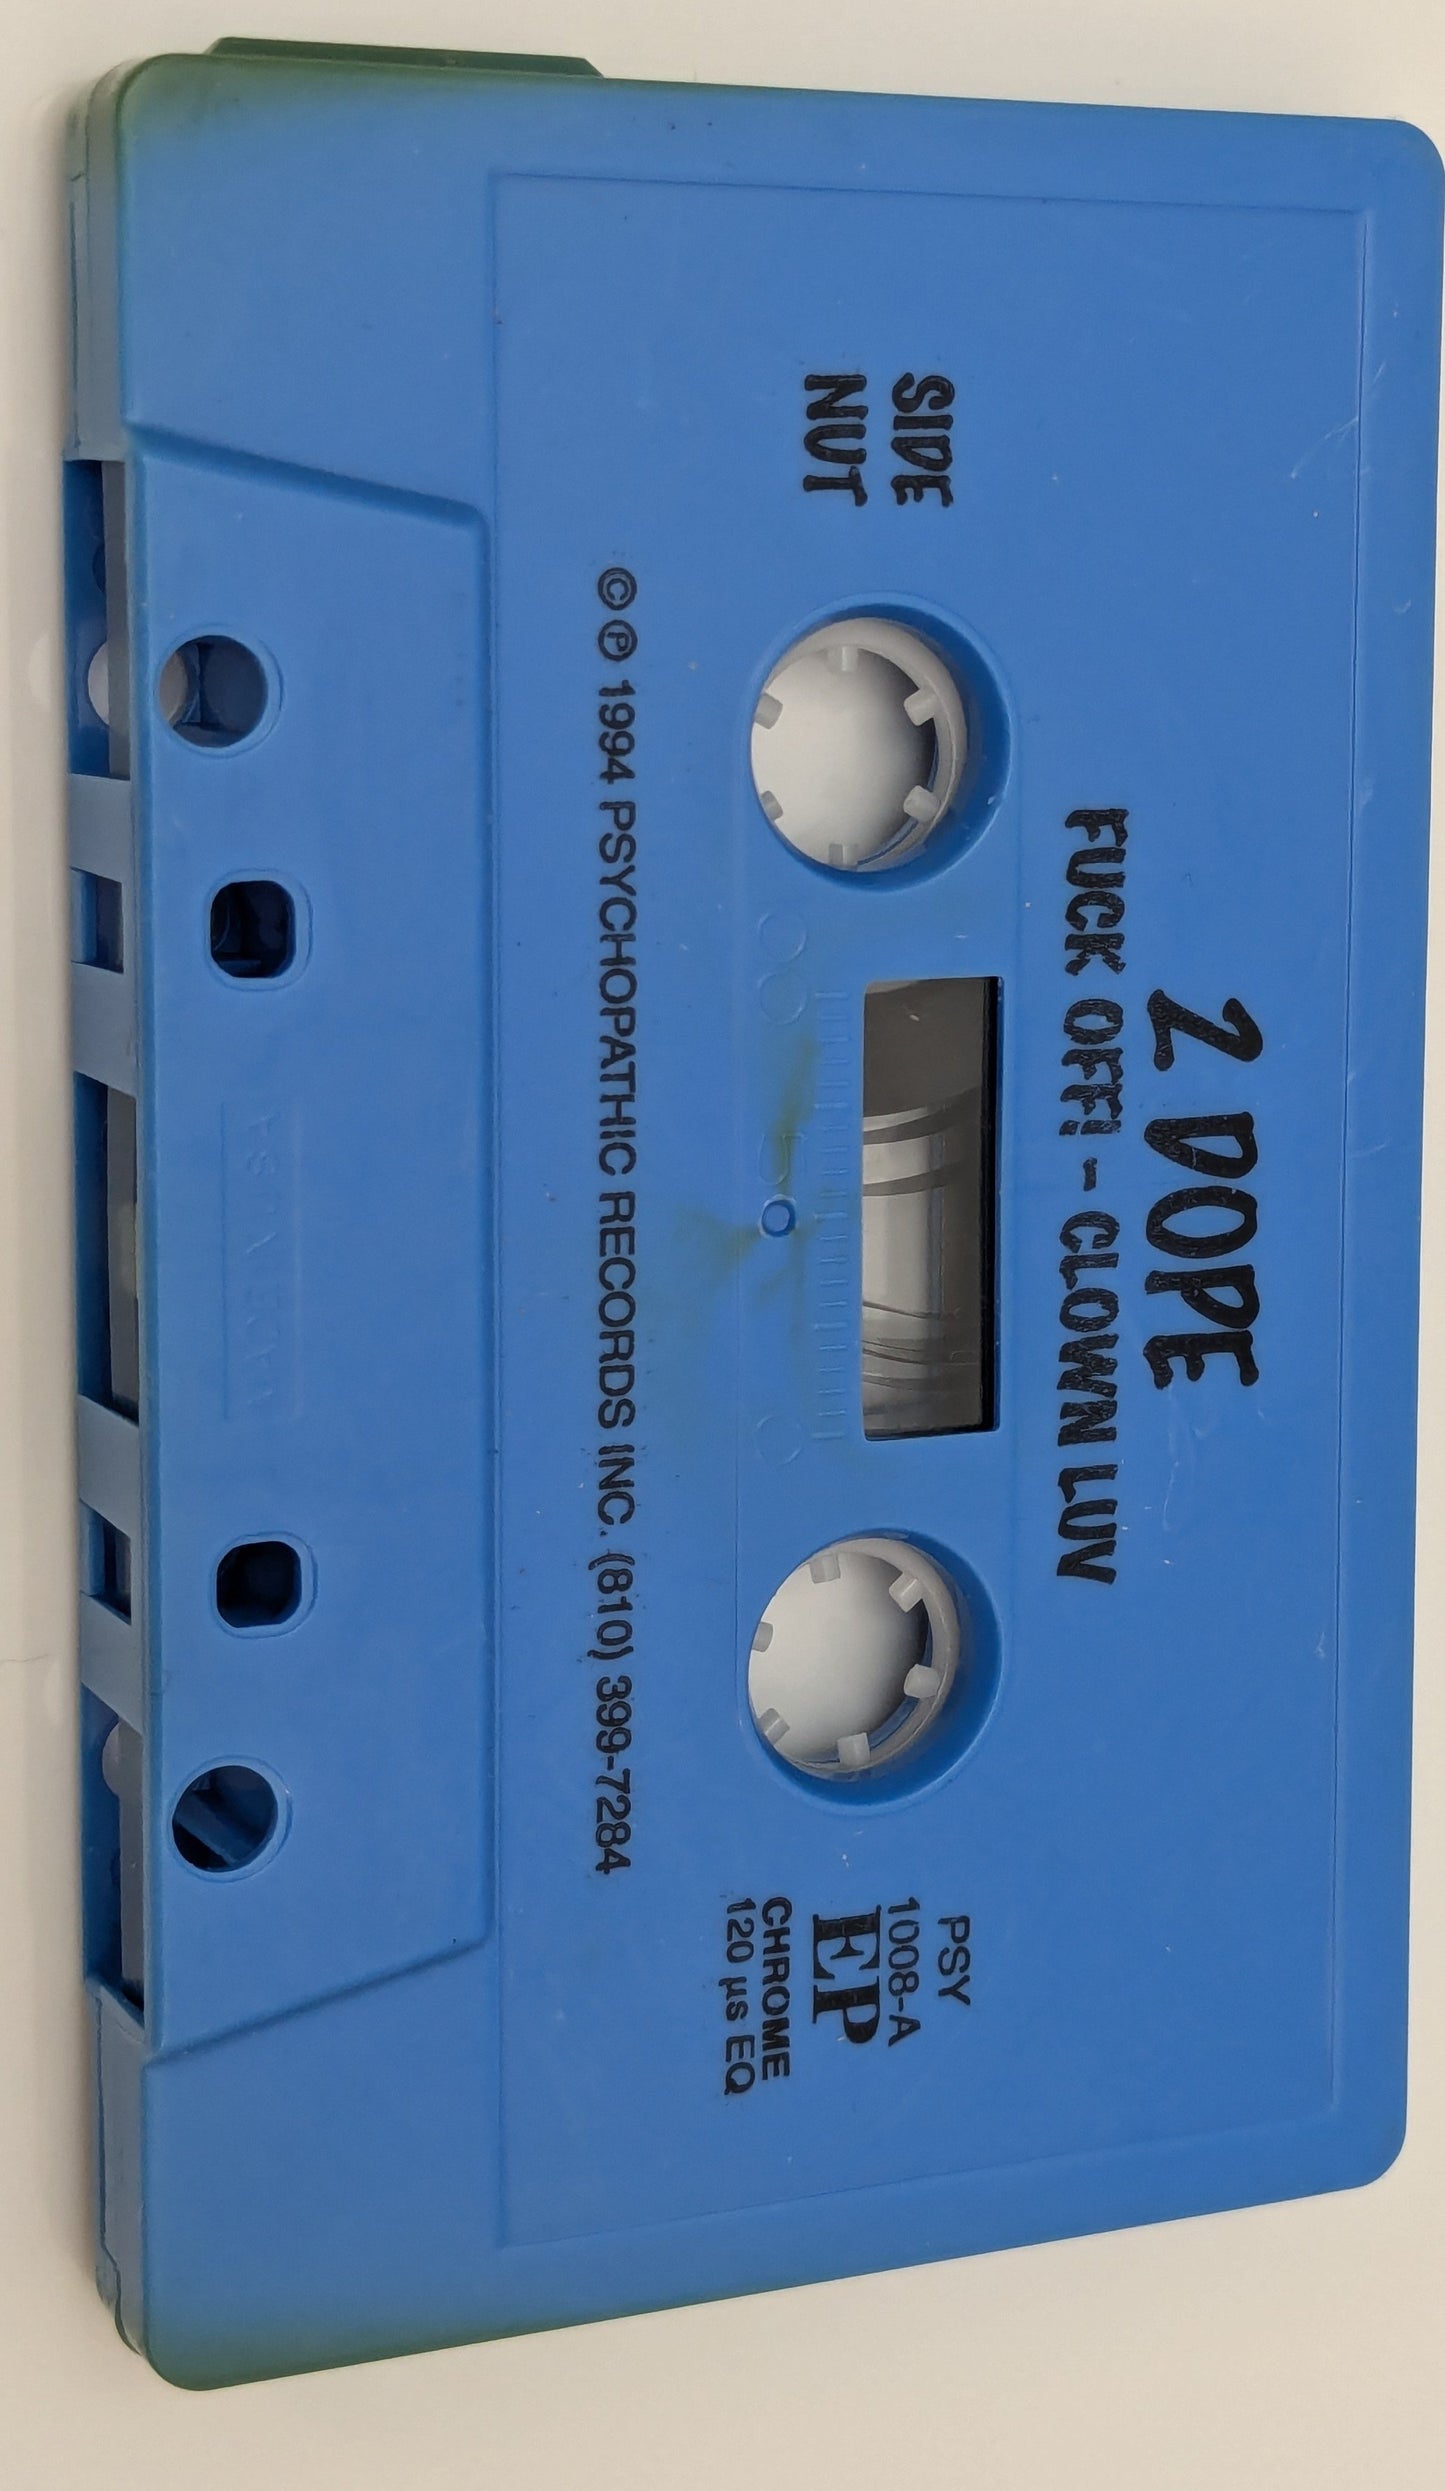 2 DOPE
FUCK OFF! - CLOWN LUV
SIDE
NUT
PSY
1008-A
EP
CHROME
120 µs EQ
© ℗ 1994 PSYCHOPATHIC RECORDS INC. (810) 399-7284